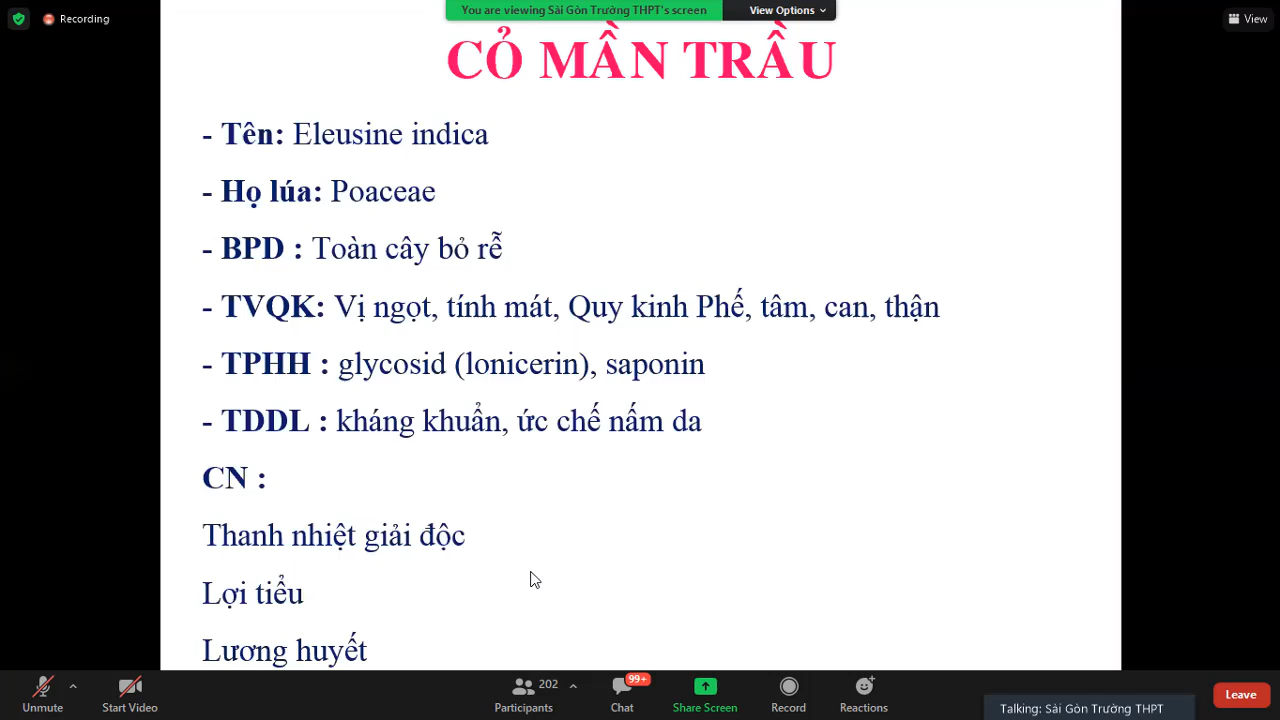 You are viewing Sài Gòn Trường THPT's screen
View Options
Recording
View
CỎ MẦN TRẦU
- Tên: Eleusine indica
- Họ lúa: Poaceae
- BPD : Toàn cây bỏ rễ
- TVQK: Vị ngọt, tính mát, Quy kinh Phế, tâm, can, thận
- TPHH : glycosid (lonicerin), saponin
- TDDL : kháng khuẩn, ức chế nấm da
CN :
Thanh nhiệt giải độc
Lợi tiểu
Lương huyết
Unmute
Start Video
202
Participants
99+
Chat
Share Screen
Record
Reactions
Talking: Sài Gòn Trường THPT
Leave